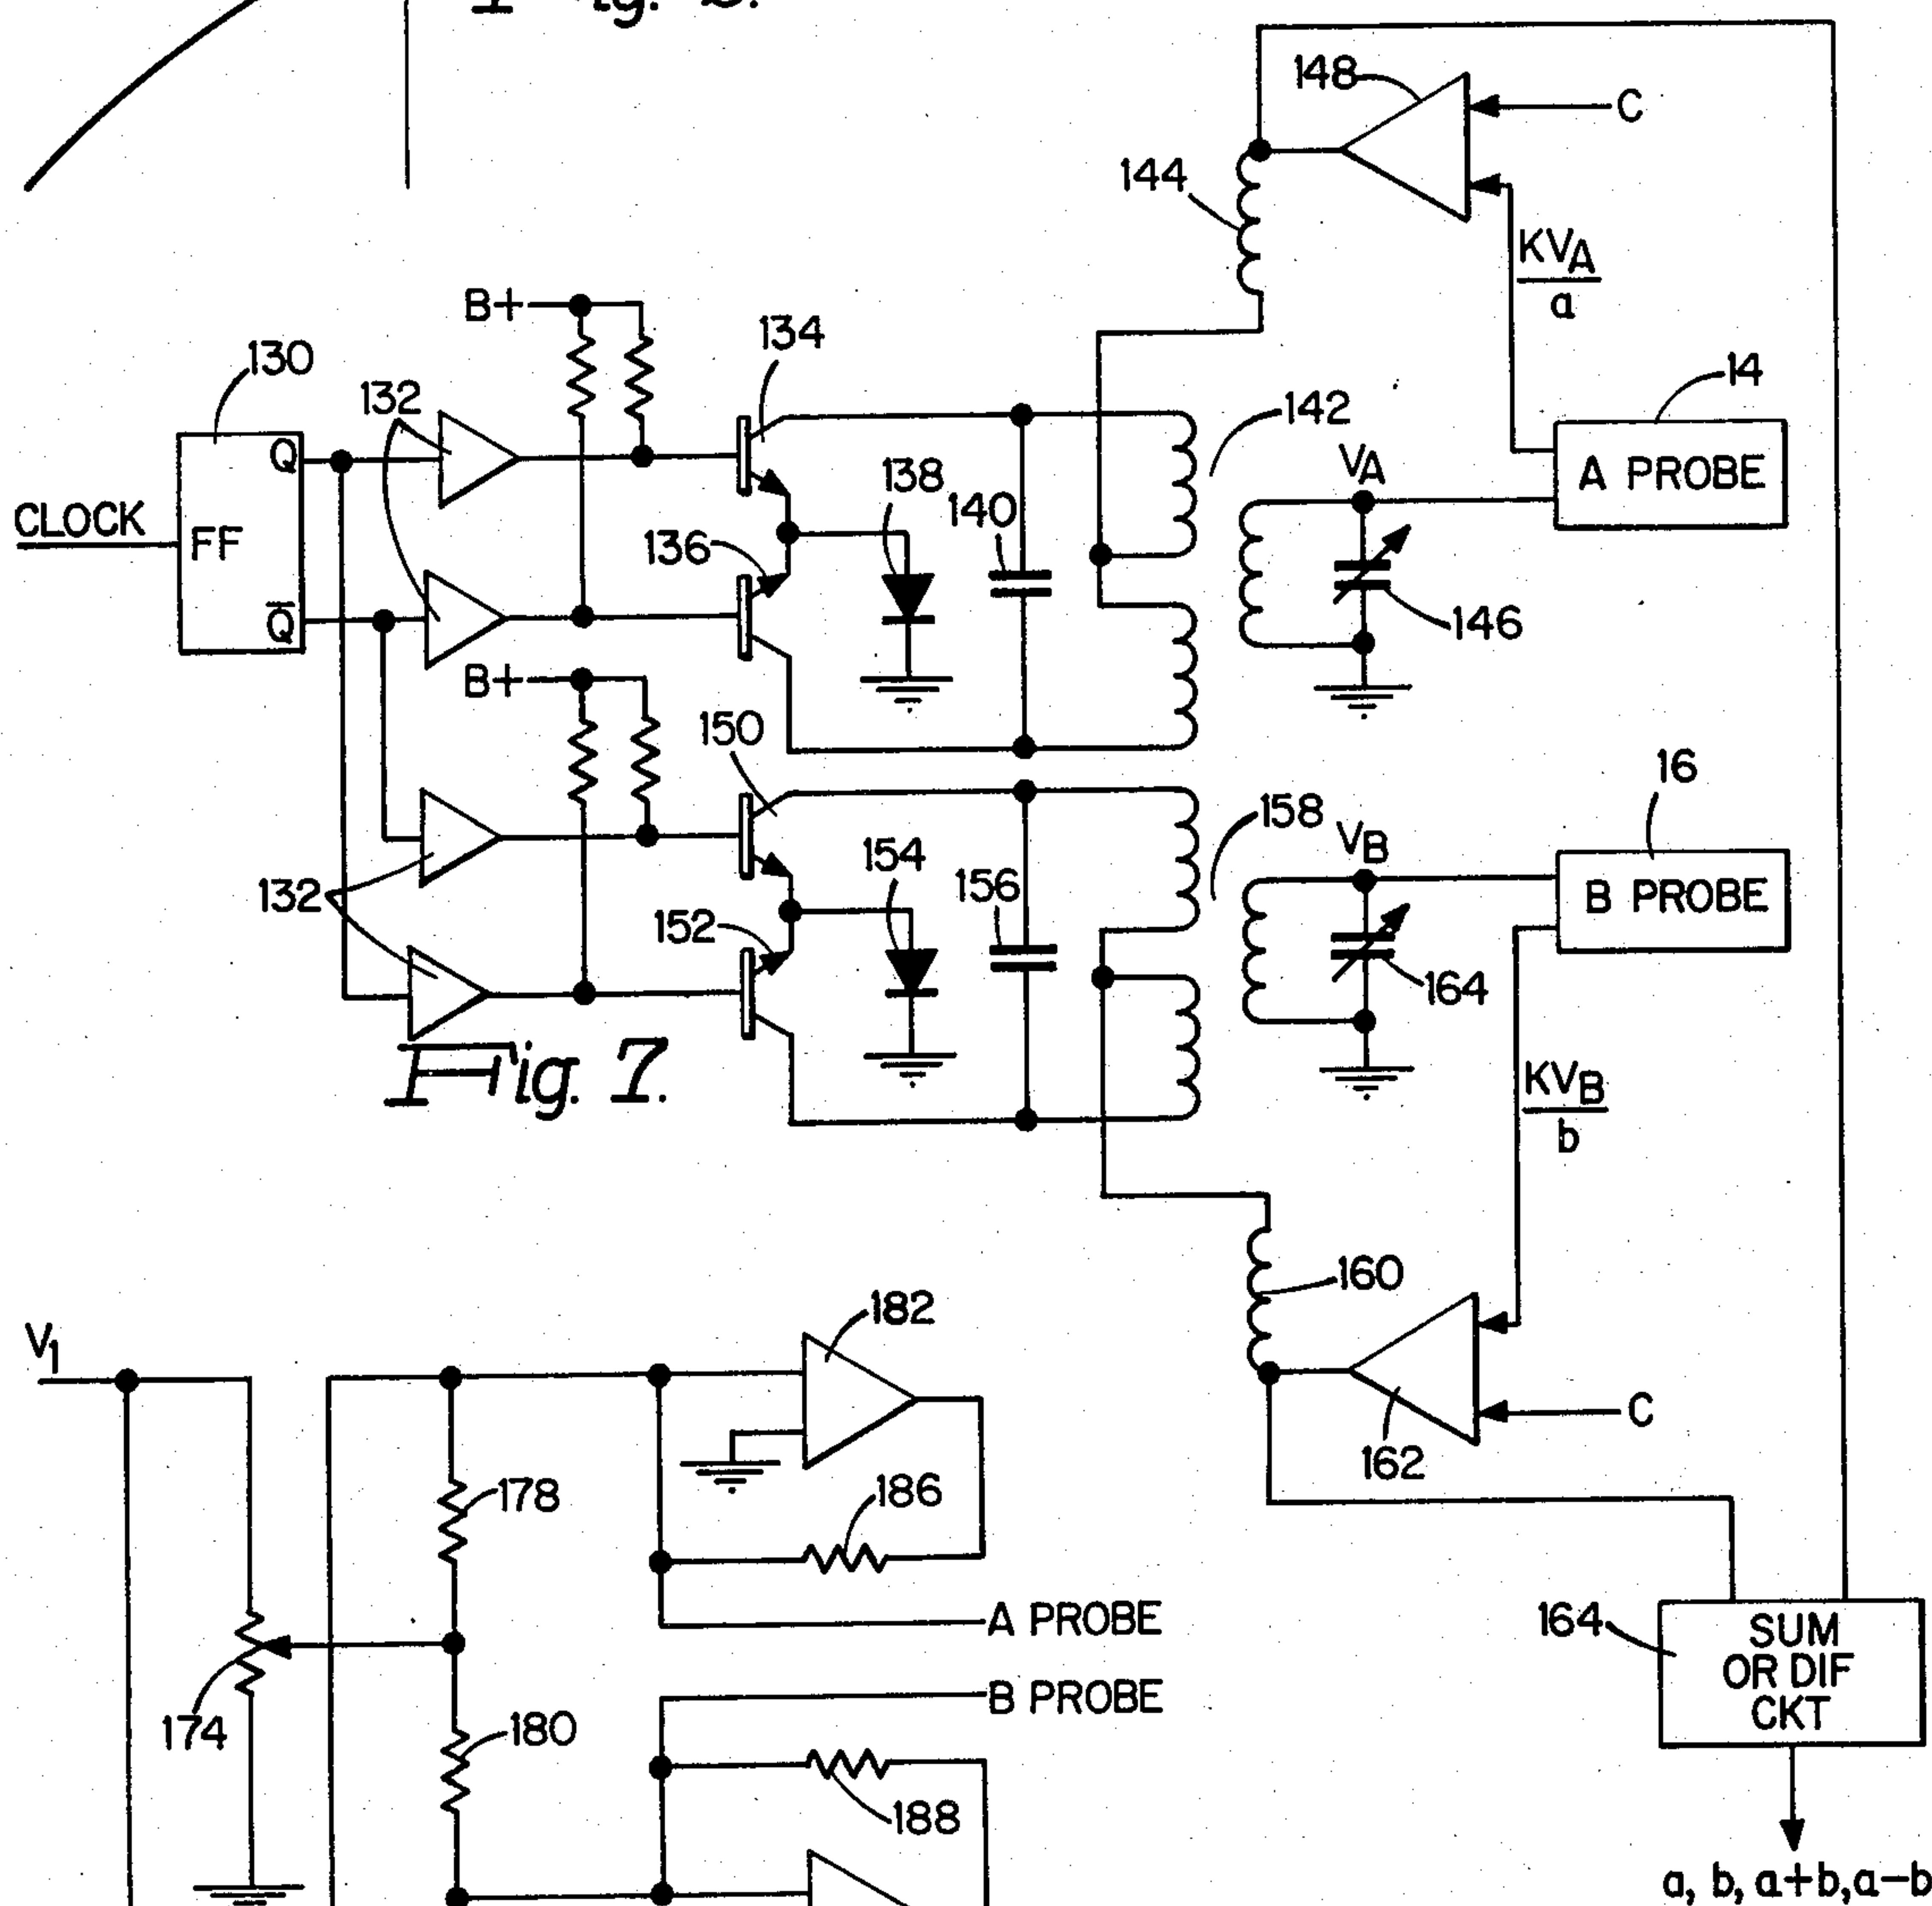 Fig.
148
C
144
KVA
a
B+
134
130
132
14
142
Q
VA
A PROBE
138
140
CLOCK
FF
136
146
Q̅
B+
150
16
158
VB
154
B PROBE
132
156
152
164
Fig. 7.
KVB
b
160
182
V1
C
162
178
186
A PROBE
164
SUM
OR DIF
CKT
B PROBE
174
180
188
a, b, a+b, a−b